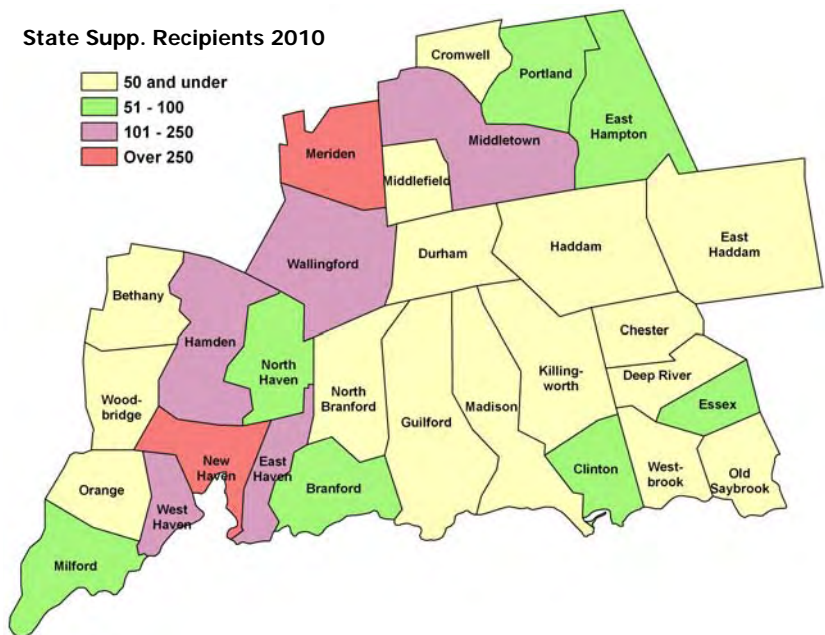 State Supp. Recipients 2010
50 and under
51 - 100
101 - 250
Over 250
Cromwell
Portland
East
Hampton
Meriden
Middletown
Middlefield
Wallingford
Durham
Haddam
East
Haddam
Bethany
Hamden
North
Haven
Chester
Killing-
worth
Deep River
Wood-
bridge
North
Branford
Guilford
Madison
Essex
New
Haven
East
Haven
Branford
Clinton
West-
brook
Old
Saybrook
Orange
West
Haven
Milford